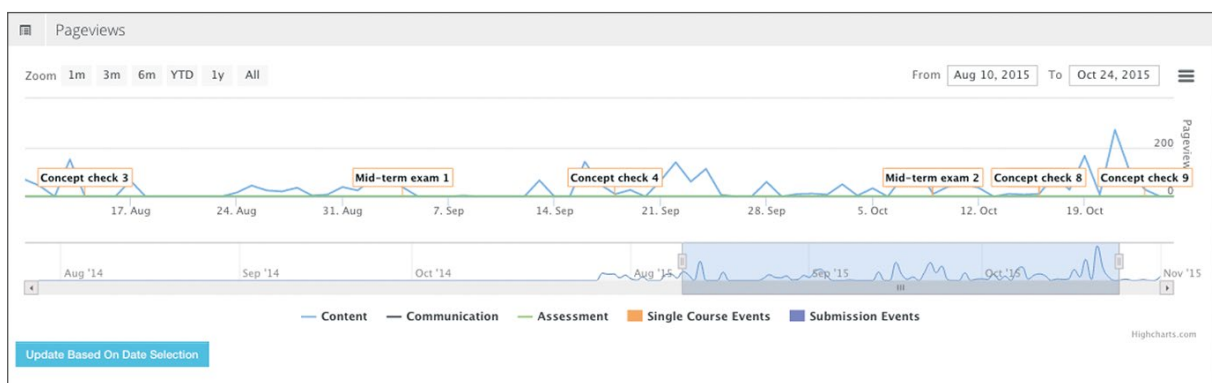 Pageviews
Zoom 1m 3m 6m YTD 1y All From Aug 10, 2015 To Oct 24, 2015
200
Pageview
Concept check 3 Mid-term exam 1 Concept check 4 Mid-term exam 2 Concept check 8 Concept check 9
0
17. Aug 24. Aug 31. Aug 7. Sep 14. Sep 21. Sep 28. Sep 5. Oct 12. Oct 19. Oct
Aug '14 Sep '14 Oct '14 Aug '15 Sep '15 Oct '15 Nov '15
Content Communication Assessment Single Course Events Submission Events
Highcharts.com
Update Based On Date Selection